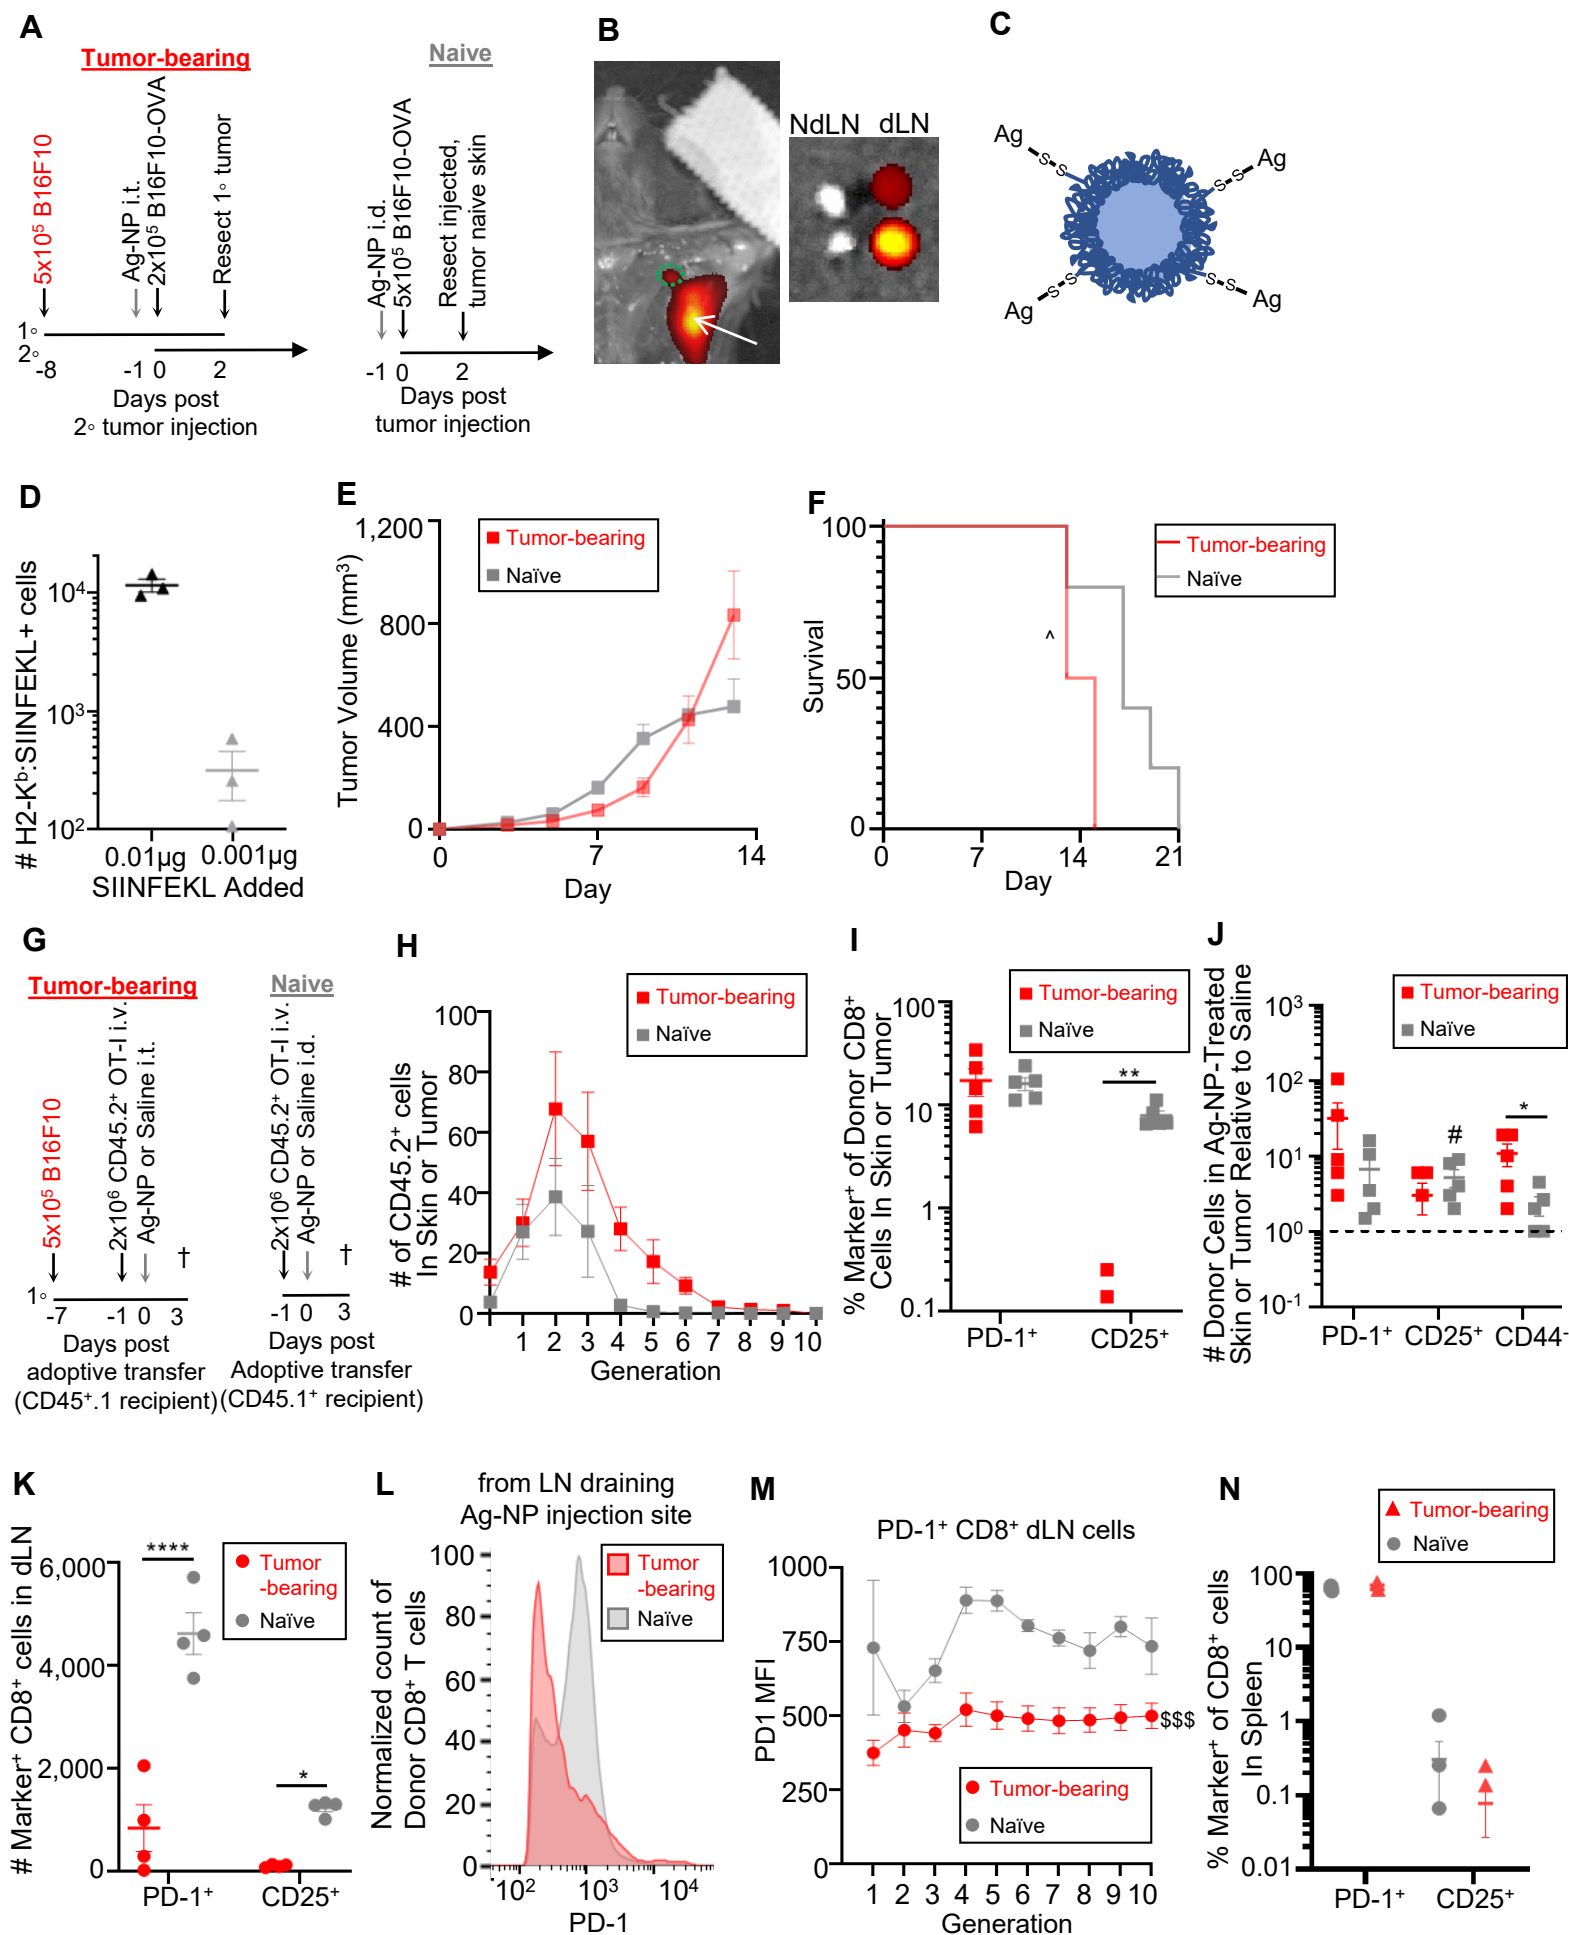 A
Tumor-bearing
Naive
5x10⁵ B16F10
Ag-NP i.t.
2x10⁵ B16F10-OVA
Resect 1◦ tumor
1◦
2◦
-8
-1
0
2
Days post
2◦ tumor injection
Ag-NP i.d.
5x10⁵ B16F10-OVA
Resect injected,
tumor naive skin
-1
0
2
Days post
tumor injection
B
NdLN
dLN
C
Ag
s-s
Ag
s-s
Ag
s-s
Ag
s-s
D
# H2-Kᵇ:SIINFEKL+ cells
10⁴
10³
10²
0.01µg
0.001µg
SIINFEKL Added
E
Tumor Volume (mm³)
1,200
800
400
0
Tumor-bearing
Naïve
0
7
14
Day
F
Survival
100
50
0
Tumor-bearing
Naïve
^
0
7
14
21
Day
G
Tumor-bearing
Naive
5x10⁵ B16F10
2x10⁶ CD45.2⁺ OT-I i.v.
Ag-NP or Saline i.t.
†
1◦
-7
-1
0
3
Days post
adoptive transfer
(CD45⁺.1 recipient)
2x10⁶ CD45.2⁺ OT-I i.v.
Ag-NP or Saline i.d.
†
-1
0
3
Days post
Adoptive transfer
(CD45.1⁺ recipient)
H
# of CD45.2⁺ cells
In Skin or Tumor
100
80
60
40
20
0
Tumor-bearing
Naïve
1 2 3 4 5 6 7 8 9 10
Generation
I
% Marker⁺ of Donor CD8⁺
Cells In Skin or Tumor
100
10
1
0.1
Tumor-bearing
Naïve
**
PD-1⁺
CD25⁺
J
# Donor Cells in Ag-NP-Treated
Skin or Tumor Relative to Saline
10³
10²
10¹
10⁰
10⁻¹
Tumor-bearing
Naïve
#
*
PD-1⁺
CD25⁺
CD44⁻
K
# Marker⁺ CD8⁺ cells in dLN
6,000
4,000
2,000
0
****
*
Tumor
-bearing
Naïve
PD-1⁺
CD25⁺
L
from LN draining
Ag-NP injection site
Normalized count of
Donor CD8⁺ T cells
100
80
60
40
20
0
Tumor
-bearing
Naïve
10²
10³
10⁴
PD-1
M
PD-1⁺ CD8⁺ dLN cells
PD1 MFI
1000
750
500
250
0
$$$
Tumor-bearing
Naïve
1 2 3 4 5 6 7 8 9 10
Generation
N
% Marker⁺ of CD8⁺ cells
In Spleen
100
10
1
0.1
0.01
Tumor-bearing
Naïve
PD-1⁺
CD25⁺